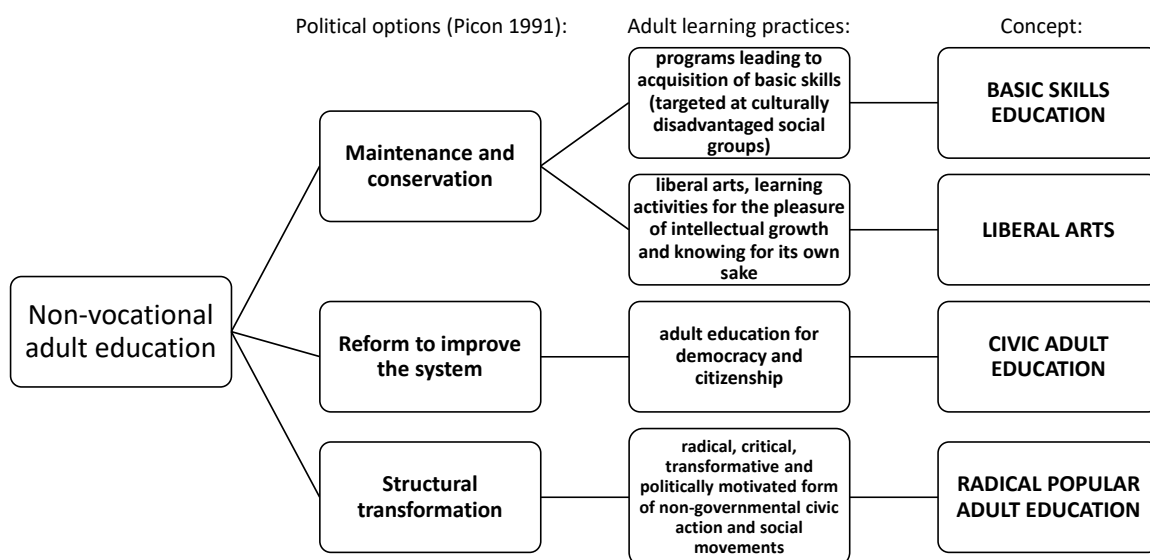 Political options (Picon 1991):
Adult learning practices:
Concept:
Non-vocational
adult education
Maintenance and
conservation
programs leading to
acquisition of basic skills
(targeted at culturally
disadvantaged social
groups)
BASIC SKILLS
EDUCATION
liberal arts, learning
activities for the pleasure
of intellectual growth
and knowing for its own
sake
LIBERAL ARTS
Reform to improve
the system
adult education for
democracy and
citizenship
CIVIC ADULT
EDUCATION
Structural
transformation
radical, critical,
transformative and
politically motivated form
of non-governmental civic
action and social
movements
RADICAL POPULAR
ADULT EDUCATION